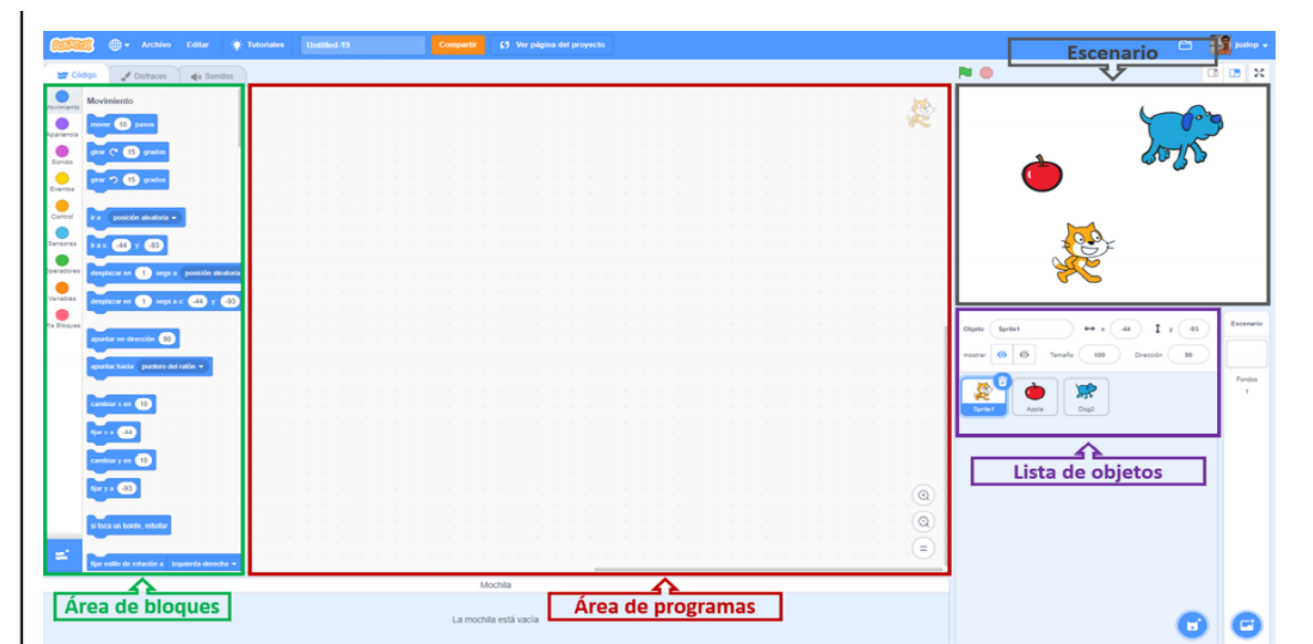 SCRATCH
Archivo
Editar
Tutoriales
Untitled-19
Compartir
Ver página del proyecto
jualop
Escenario
Código
Disfraces
Sonidos
Movimiento
Apariencia
Sonido
Eventos
Control
Sensores
Operadores
Variables
Mis Bloques
Movimiento
mover 10 pasos
girar 15 grados
girar 15 grados
ir a posición aleatoria
ir a x: -44 y: -93
desplazar en 1 segs a posición aleatoria
desplazar en 1 segs a x: -44 y: -93
apuntar en dirección 90
apuntar hacia puntero del ratón
cambiar x en 10
fijar x a -44
cambiar y en 10
fijar y a -93
si toca un borde, rebotar
fijar estilo de rotación a izquierda-derecha
Objeto Sprite1 x -44 y -93
mostrar Tamaño 100 Dirección 90
Sprite1
Apple
Dog2
Escenario
Fondos
1
Lista de objetos
Mochila
La mochila está vacía
Área de bloques
Área de programas